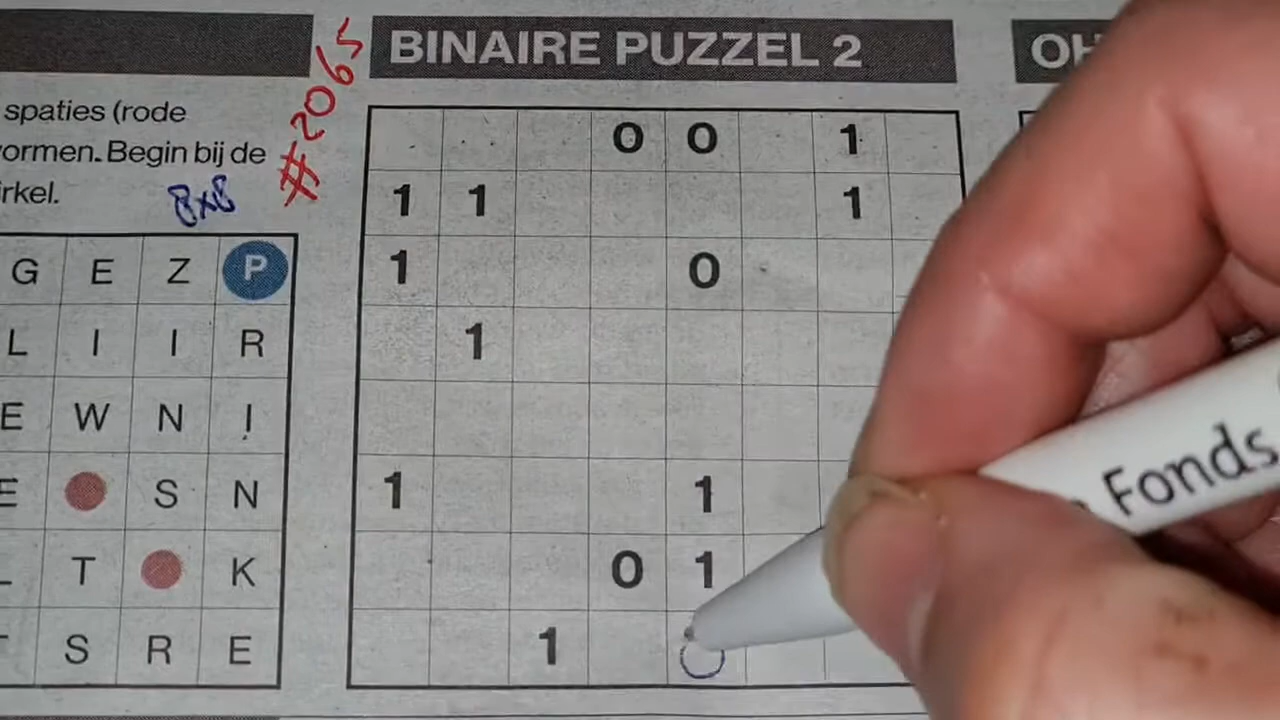 BINAIRE PUZZEL 2
OH
#2065
spaties (rode
ormen. Begin bij de
rkel.
8x8
G E Z P
L I I R
E W N I
E S N
L T K
T S R E
0 0 1
1 1 1
1 0
1
1 1
0 1
1 0
Fonds